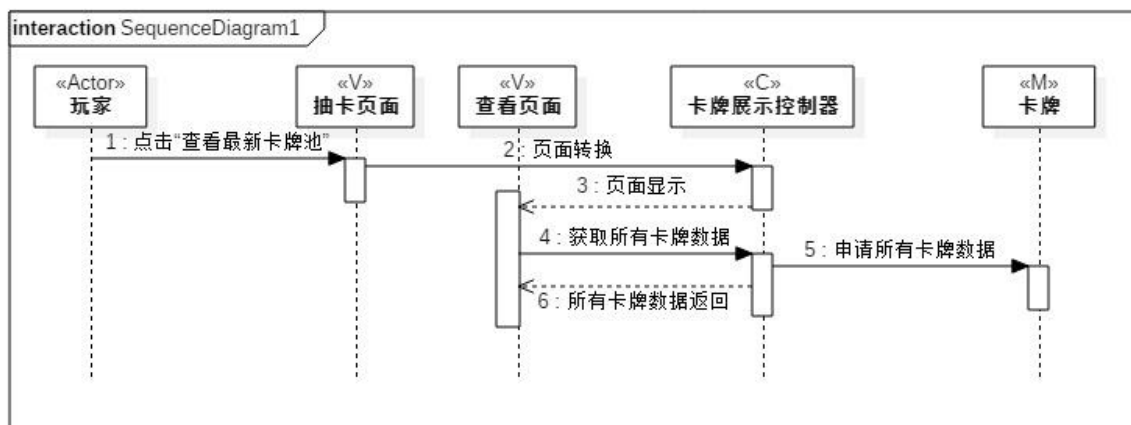 interaction SequenceDiagram1
«Actor»
玩家
«V»
抽卡页面
«V»
查看页面
«C»
卡牌展示控制器
«M»
卡牌
1 : 点击“查看最新卡牌池”
2 : 页面转换
3 : 页面显示
4 : 获取所有卡牌数据
5 : 申请所有卡牌数据
6 : 所有卡牌数据返回